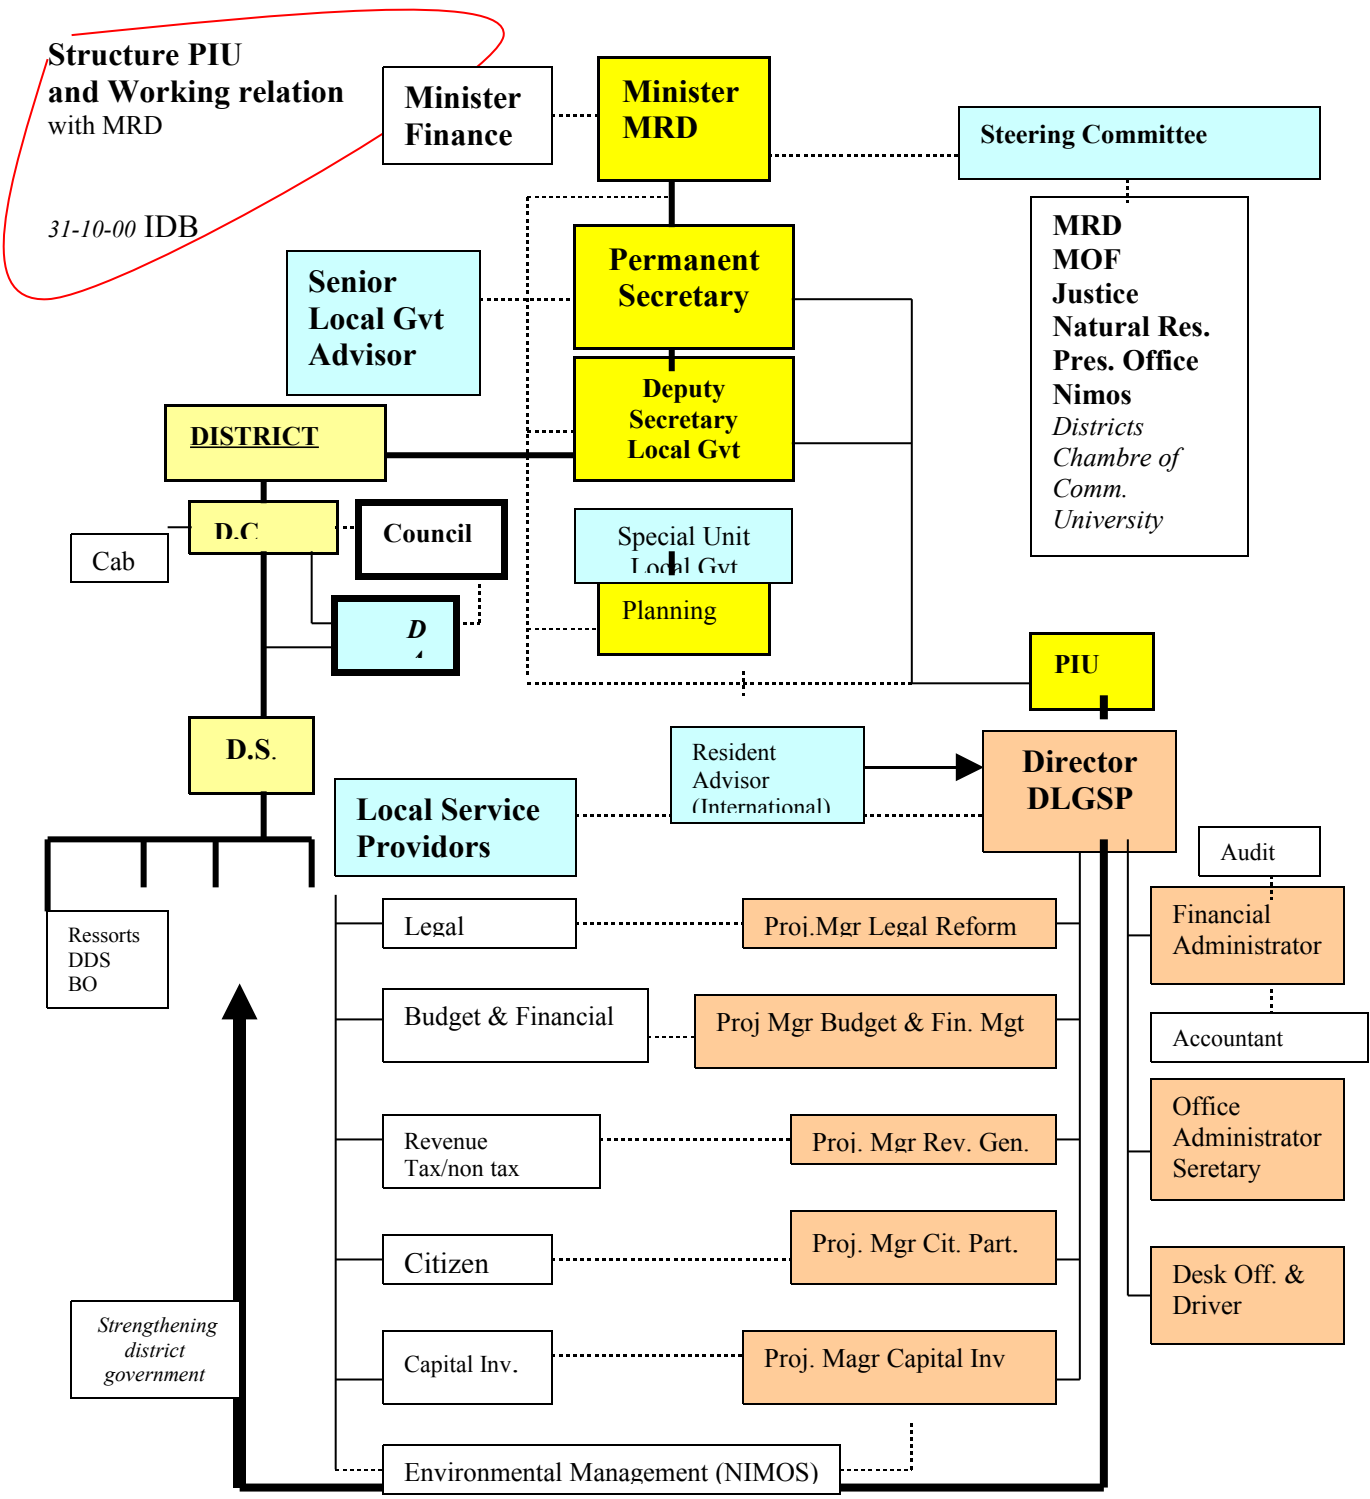 Structure PIU
and Working relation
with MRD
31-10-00 IDB
Minister
Finance
Minister
MRD
Steering Committee
MRD
MOF
Justice
Natural Res.
Pres. Office
Nimos
Districts
Chambre of
Comm.
University
Permanent
Secretary
Senior
Local Gvt
Advisor
Deputy
Secretary
Local Gvt
DISTRICT
D.C
Council
Cab
Special Unit
Local Gvt
Planning
D
PIU
D.S.
Resident
Advisor
(International)
Director
DLGSP
Local Service
Providors
Audit
Financial
Administrator
Accountant
Office
Administrator
Seretary
Desk Off. &
Driver
Ressorts
DDS
BO
Legal
Proj.Mgr Legal Reform
Budget & Financial
Proj Mgr Budget & Fin. Mgt
Revenue
Tax/non tax
Proj. Mgr Rev. Gen.
Citizen
Proj. Mgr Cit. Part.
Strengthening
district
government
Capital Inv.
Proj. Magr Capital Inv
Environmental Management (NIMOS)